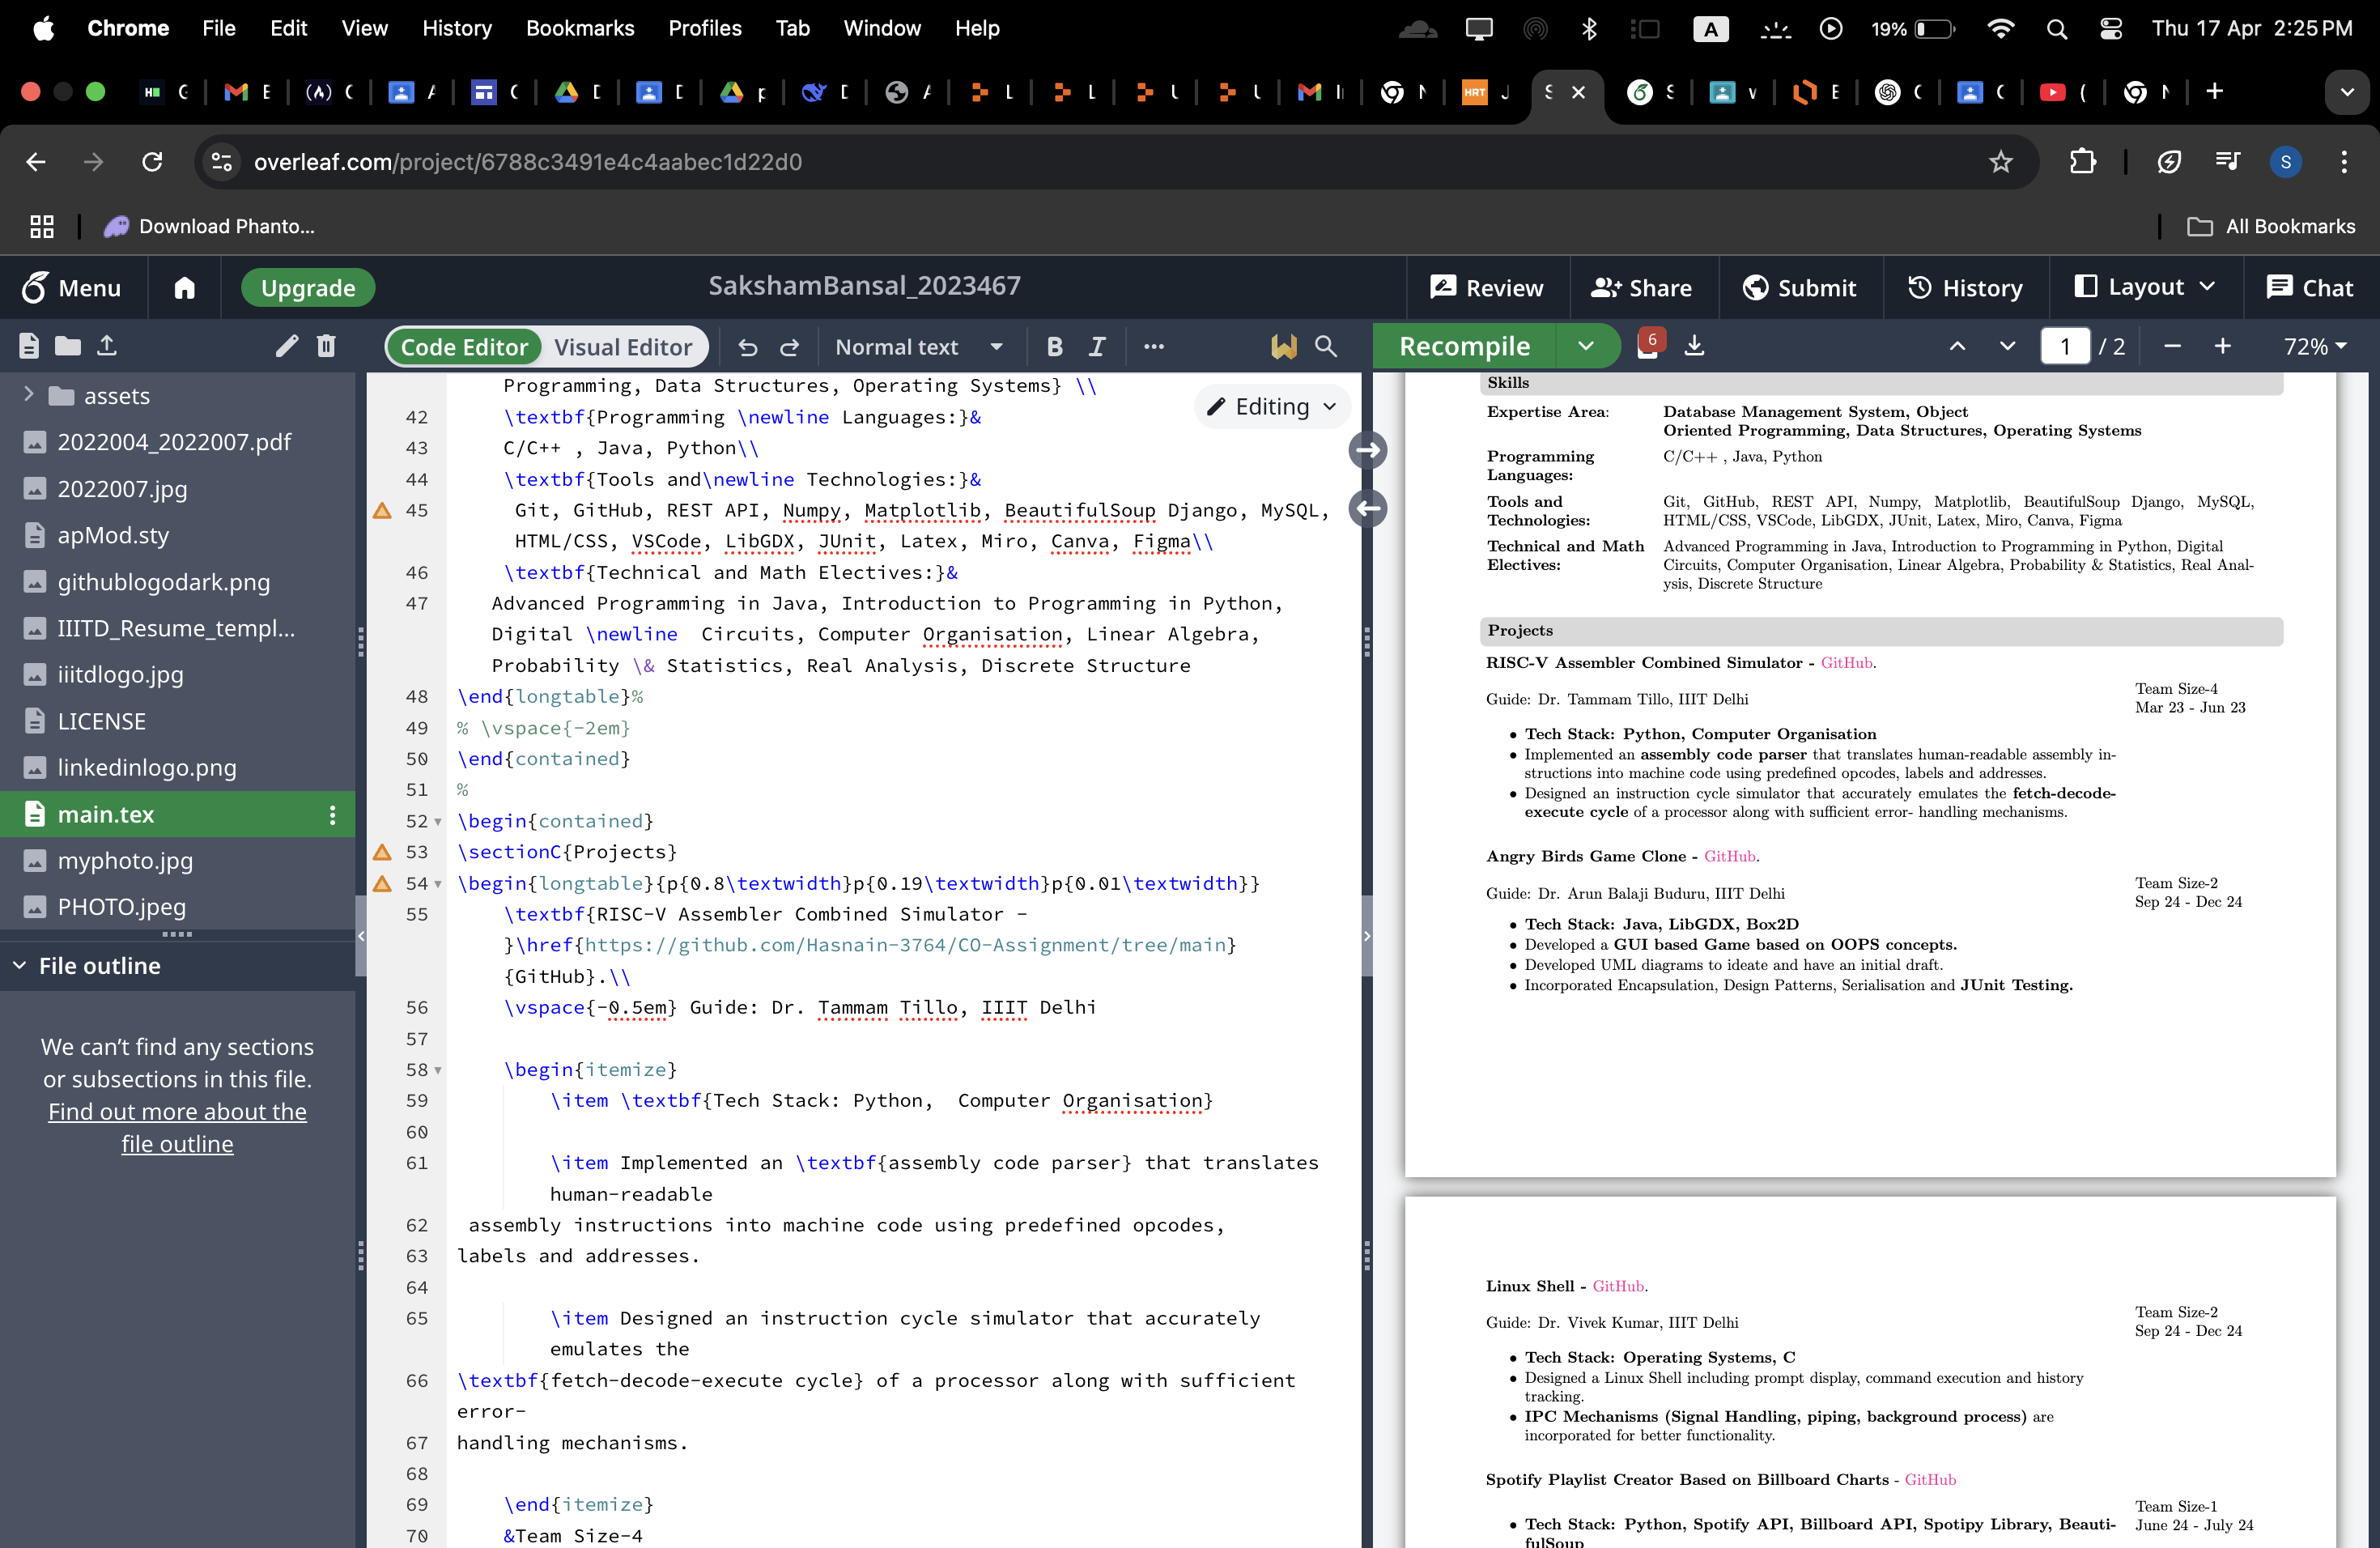 Chrome File Edit View History Bookmarks Profiles Tab Window Help A 19% Thu 17 Apr 2:25 PM
overleaf.com/project/6788c3491e4c4aabec1d22d0
S
Download Phanto...
All Bookmarks
Menu Upgrade SakshamBansal_2023467 Review Share Submit History Layout Chat
Code Editor Visual Editor Normal text B I ... Recompile 6 1 / 2 72%
assets
2022004_2022007.pdf
2022007.jpg
apMod.sty
githublogodark.png
IIITD_Resume_templ...
iiitdlogo.jpg
LICENSE
linkedinlogo.png
main.tex
myphoto.jpg
PHOTO.jpeg
File outline
We can't find any sections
or subsections in this file.
Find out more about the
file outline
Editing
Programming, Data Structures, Operating Systems} \\
42 \textbf{Programming \newline Languages:}&
43 C/C++ , Java, Python\\
44 \textbf{Tools and\newline Technologies:}&
45 Git, GitHub, REST API, Numpy, Matplotlib, BeautifulSoup Django, MySQL,
HTML/CSS, VSCode, LibGDX, JUnit, Latex, Miro, Canva, Figma\\
46 \textbf{Technical and Math Electives:}&
47 Advanced Programming in Java, Introduction to Programming in Python,
Digital \newline  Circuits, Computer Organisation, Linear Algebra,
Probability \& Statistics, Real Analysis, Discrete Structure
48 \end{longtable}%
49 % \vspace{-2em}
50 \end{contained}
51 %
52 \begin{contained}
53 \sectionC{Projects}
54 \begin{longtable}{p{0.8\textwidth}p{0.19\textwidth}p{0.01\textwidth}}
55 \textbf{RISC-V Assembler Combined Simulator -
}\href{https://github.com/Hasnain-3764/CO-Assignment/tree/main}
{GitHub}.\\
56 \vspace{-0.5em} Guide: Dr. Tammam Tillo, IIIT Delhi
57
58 \begin{itemize}
59 \item \textbf{Tech Stack: Python,  Computer Organisation}
60
61 \item Implemented an \textbf{assembly code parser} that translates
human-readable
62 assembly instructions into machine code using predefined opcodes,
63 labels and addresses.
64
65 \item Designed an instruction cycle simulator that accurately
emulates the
66 \textbf{fetch-decode-execute cycle} of a processor along with sufficient
error-
67 handling mechanisms.
68
69 \end{itemize}
70 &Team Size-4
Skills
Expertise Area: Database Management System, Object
Oriented Programming, Data Structures, Operating Systems
Programming C/C++ , Java, Python
Languages:
Tools and Git, GitHub, REST API, Numpy, Matplotlib, BeautifulSoup Django, MySQL,
Technologies: HTML/CSS, VSCode, LibGDX, JUnit, Latex, Miro, Canva, Figma
Technical and Math Advanced Programming in Java, Introduction to Programming in Python, Digital
Electives: Circuits, Computer Organisation, Linear Algebra, Probability & Statistics, Real Anal-
ysis, Discrete Structure
Projects
RISC-V Assembler Combined Simulator - GitHub.
Team Size-4
Guide: Dr. Tammam Tillo, IIIT Delhi
Mar 23 - Jun 23
• Tech Stack: Python, Computer Organisation
• Implemented an assembly code parser that translates human-readable assembly in-
structions into machine code using predefined opcodes, labels and addresses.
• Designed an instruction cycle simulator that accurately emulates the fetch-decode-
execute cycle of a processor along with sufficient error- handling mechanisms.
Angry Birds Game Clone - GitHub.
Team Size-2
Guide: Dr. Arun Balaji Buduru, IIIT Delhi
Sep 24 - Dec 24
• Tech Stack: Java, LibGDX, Box2D
• Developed a GUI based Game based on OOPS concepts.
• Developed UML diagrams to ideate and have an initial draft.
• Incorporated Encapsulation, Design Patterns, Serialisation and JUnit Testing.
Linux Shell - GitHub.
Team Size-2
Guide: Dr. Vivek Kumar, IIIT Delhi
Sep 24 - Dec 24
• Tech Stack: Operating Systems, C
• Designed a Linux Shell including prompt display, command execution and history
tracking.
• IPC Mechanisms (Signal Handling, piping, background process) are
incorporated for better functionality.
Spotify Playlist Creator Based on Billboard Charts - GitHub
Team Size-1
• Tech Stack: Python, Spotify API, Billboard API, Spotipy Library, Beauti- June 24 - July 24
fulSoup